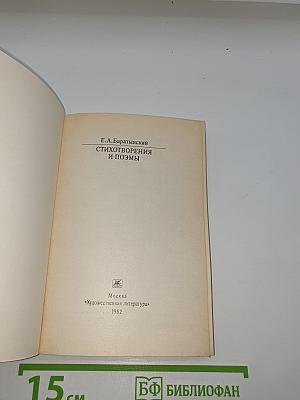 Е. А. Баратынский
СТИХОТВОРЕНИЯ
И ПОЭМЫ
Москва
«Художественная литература»
1982
15 см
БФ БИБЛИОФАН